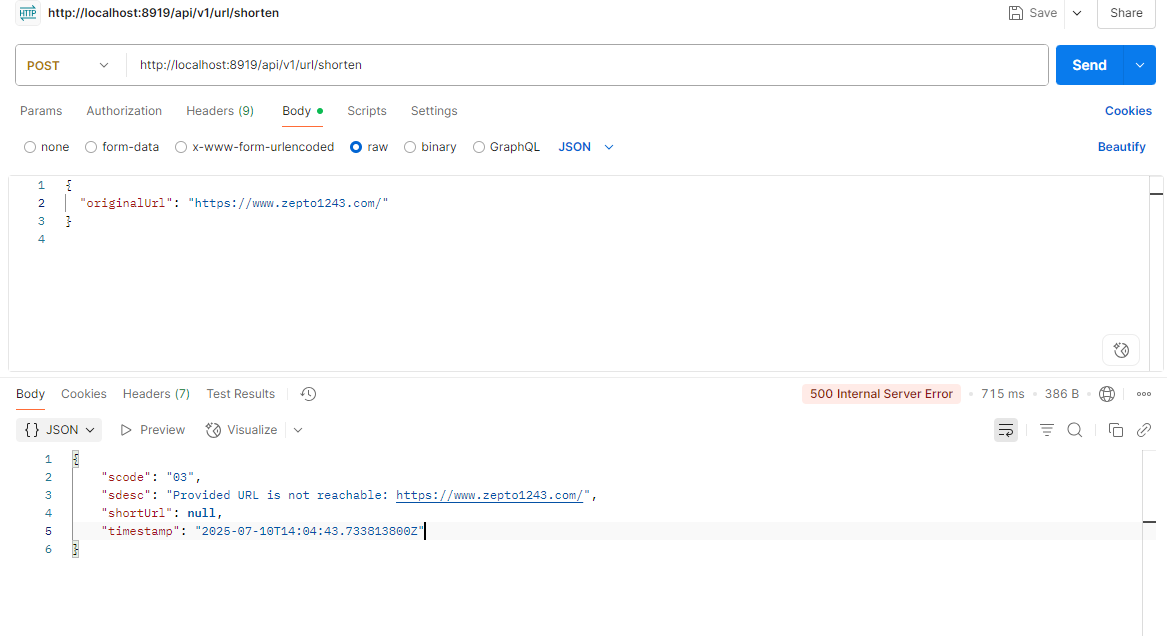 HTTP http://localhost:8919/api/v1/url/shorten Save Share
POST http://localhost:8919/api/v1/url/shorten Send
Params Authorization Headers (9) Body Scripts Settings Cookies
none form-data x-www-form-urlencoded raw binary GraphQL JSON Beautify
1 {
2 "originalUrl": "https://www.zepto1243.com/"
3 }
4
Body Cookies Headers (7) Test Results 500 Internal Server Error • 715 ms • 386 B •
{} JSON Preview Visualize
1 {
2 "scode": "03",
3 "sdesc": "Provided URL is not reachable: https://www.zepto1243.com/",
4 "shortUrl": null,
5 "timestamp": "2025-07-10T14:04:43.733813800Z"
6 }